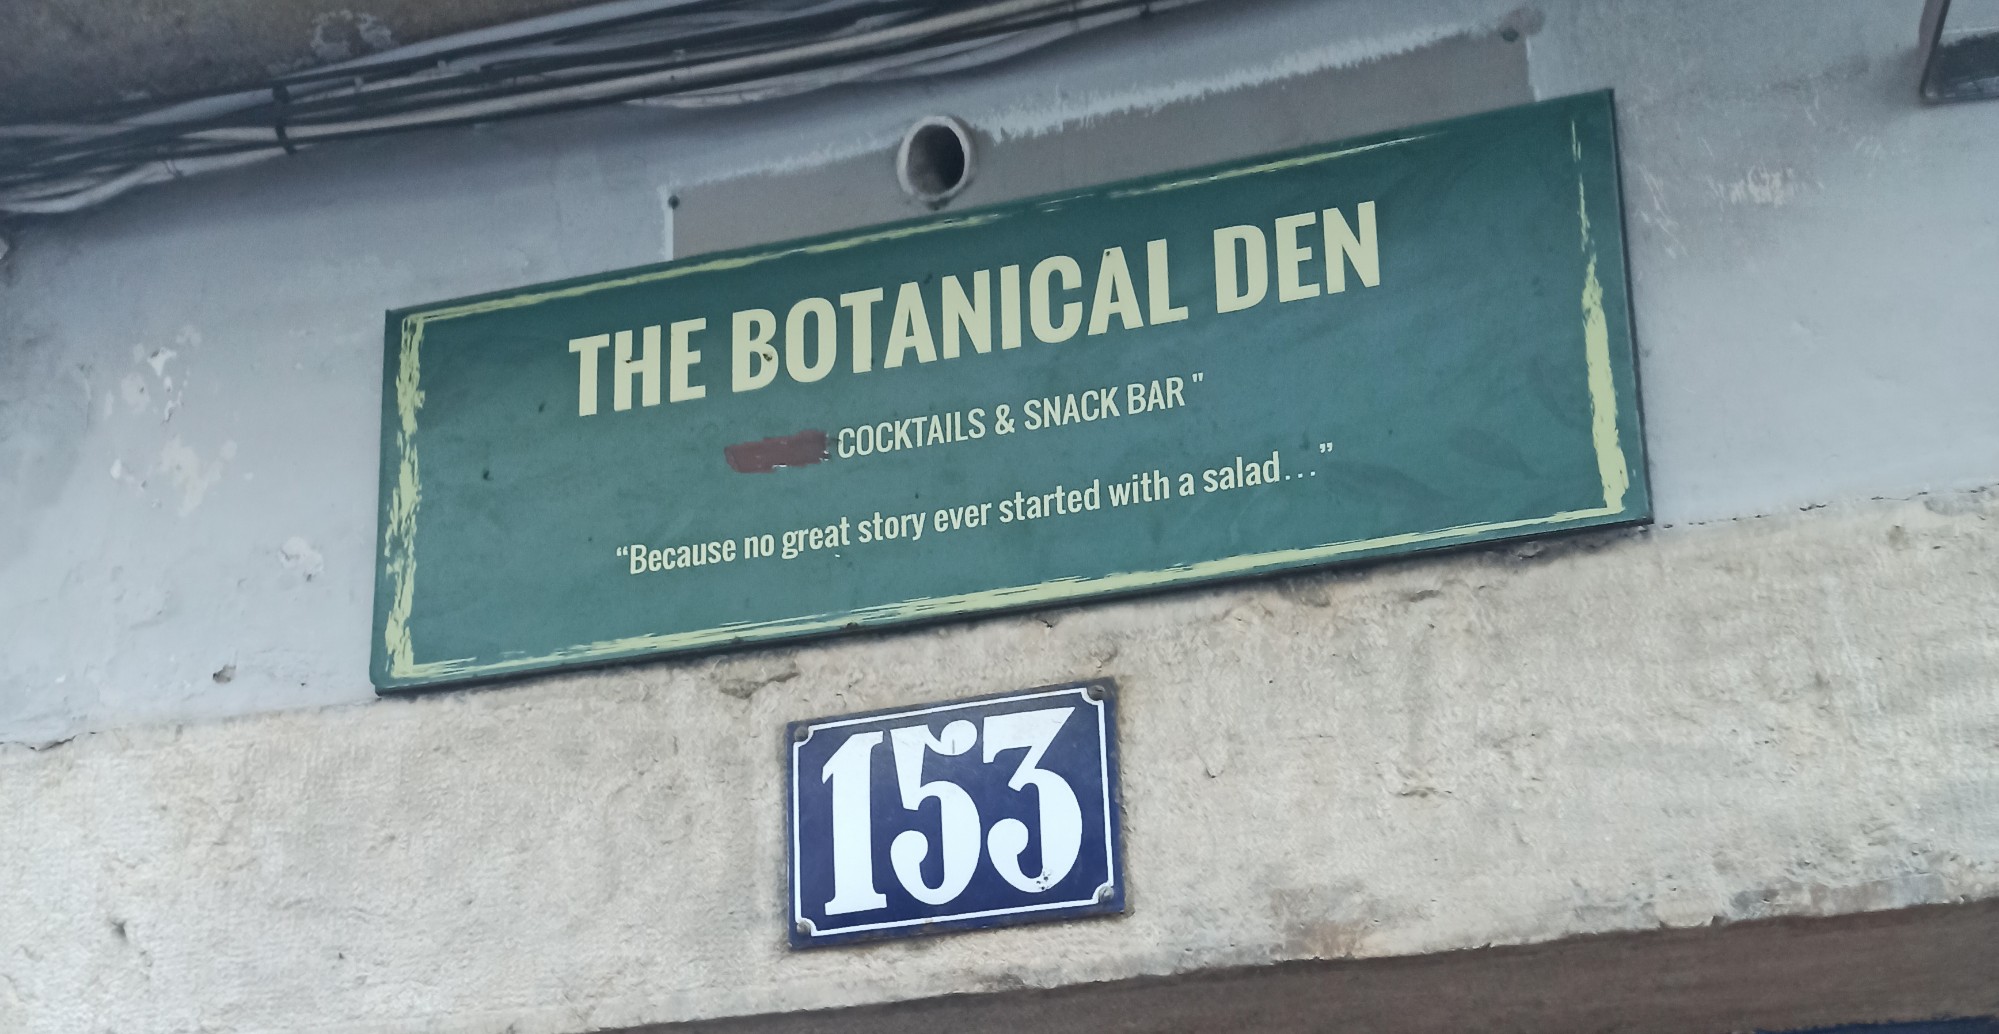 THE BOTANICAL DEN
COCKTAILS & SNACK BAR "
“Because no great story ever started with a salad...”
153